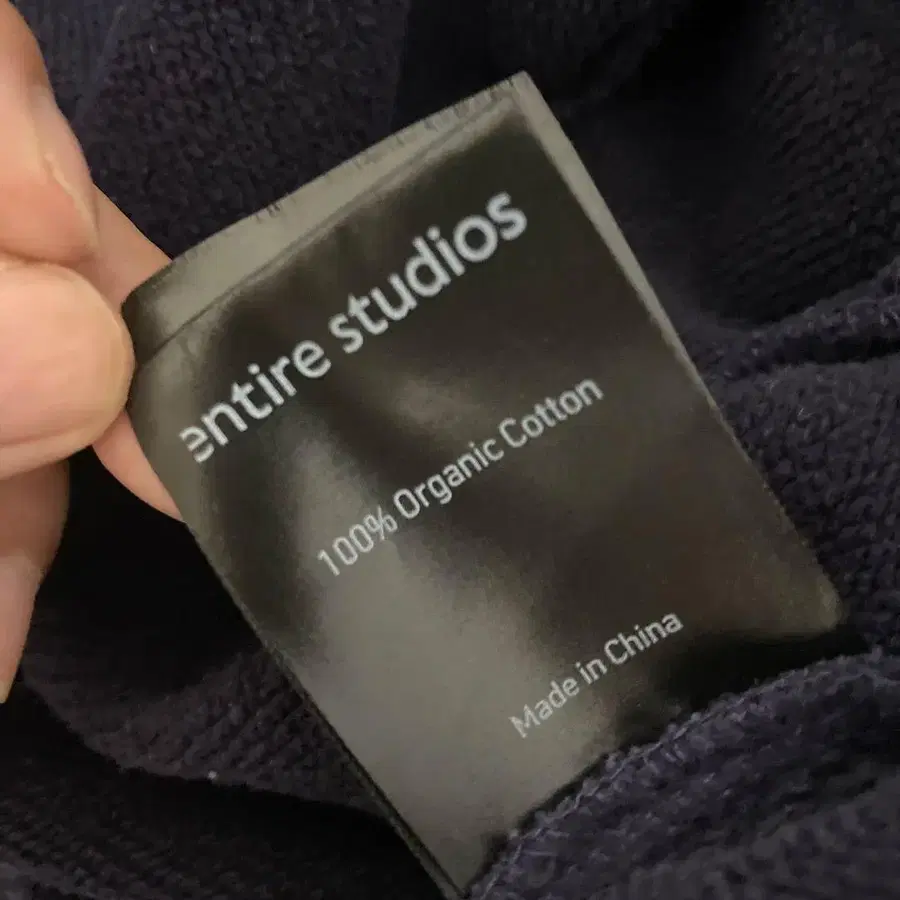 entire studios
100% Organic Cotton
Made in China